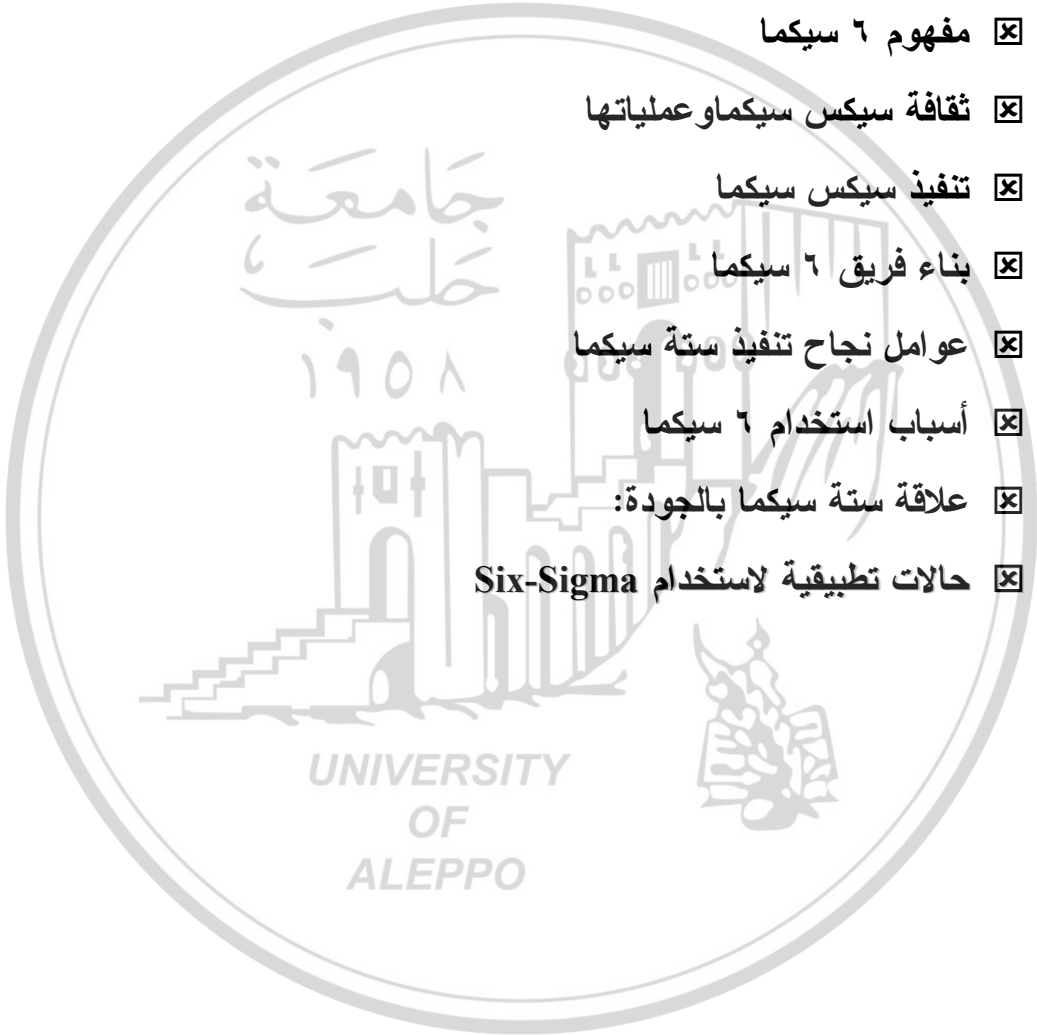 ☒ مفهوم ٦ سيكما
☒ ثقافة سيكس سيكماوعملياتها
☒ تنفيذ سيكس سيكما
☒ بناء فريق ٦ سيكما
☒ عوامل نجاح تنفيذ ستة سيكما
☒ أسباب استخدام ٦ سيكما
☒ علاقة ستة سيكما بالجودة:
☒ حالات تطبيقية لاستخدام Six-Sigma
جامعة
حلب
١٩٥٨
UNIVERSITY
OF
ALEPPO